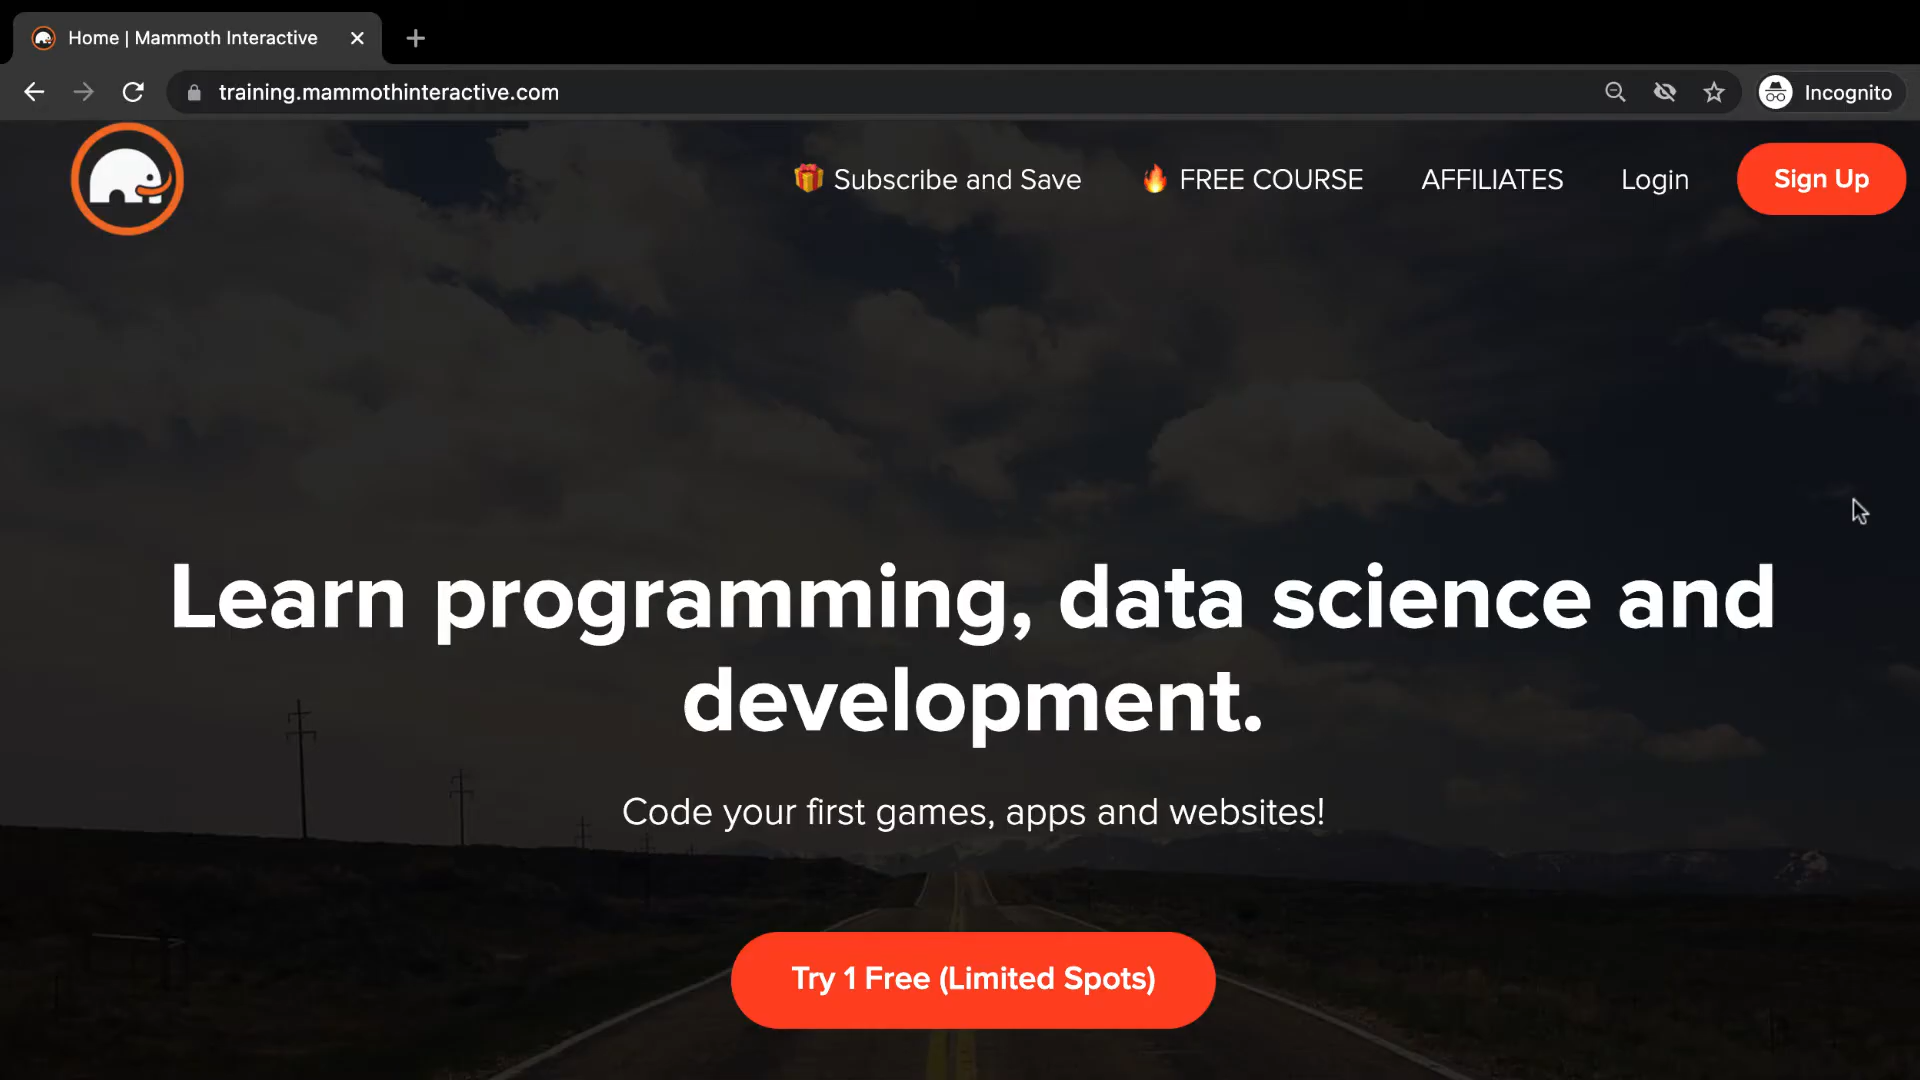 Home | Mammoth Interactive
training.mammothinteractive.com
Incognito
🎁 Subscribe and Save
🔥 FREE COURSE
AFFILIATES
Login
Sign Up
Learn programming, data science and
development.
Code your first games, apps and websites!
Try 1 Free (Limited Spots)